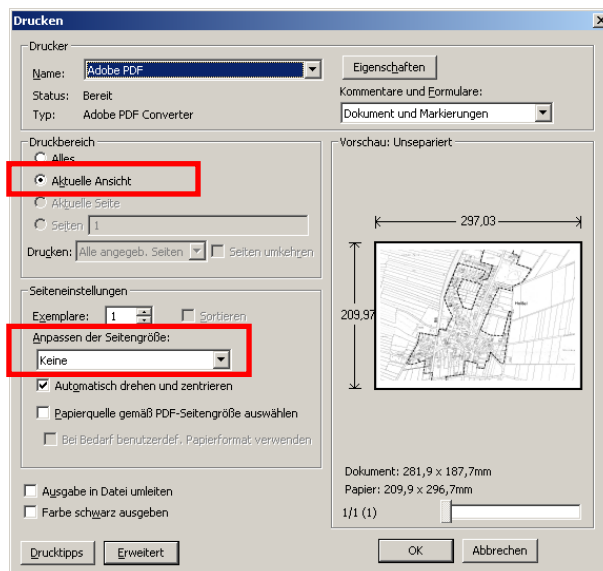 Drucken
Drucker
Name: Adobe PDF
Eigenschaften
Status: Bereit
Kommentare und Formulare:
Typ: Adobe PDF Converter
Dokument und Markierungen
Druckbereich
Alles
Aktuelle Ansicht
Aktuelle Seite
Seiten 1
Drucken: Alle angegeb. Seiten
Seiten umkehren
Seiteneinstellungen
Exemplare: 1
Sortieren
Anpassen der Seitengröße:
Keine
Automatisch drehen und zentrieren
Papierquelle gemäß PDF-Seitengröße auswählen
Bei Bedarf benutzerdef. Papierformat verwenden
Ausgabe in Datei umleiten
Farbe schwarz ausgeben
Drucktipps
Erweitert
Vorschau: Unsepariert
297,03
209,97
Dokument: 281,9 x 187,7mm
Papier: 209,9 x 296,7mm
1/1 (1)
OK
Abbrechen